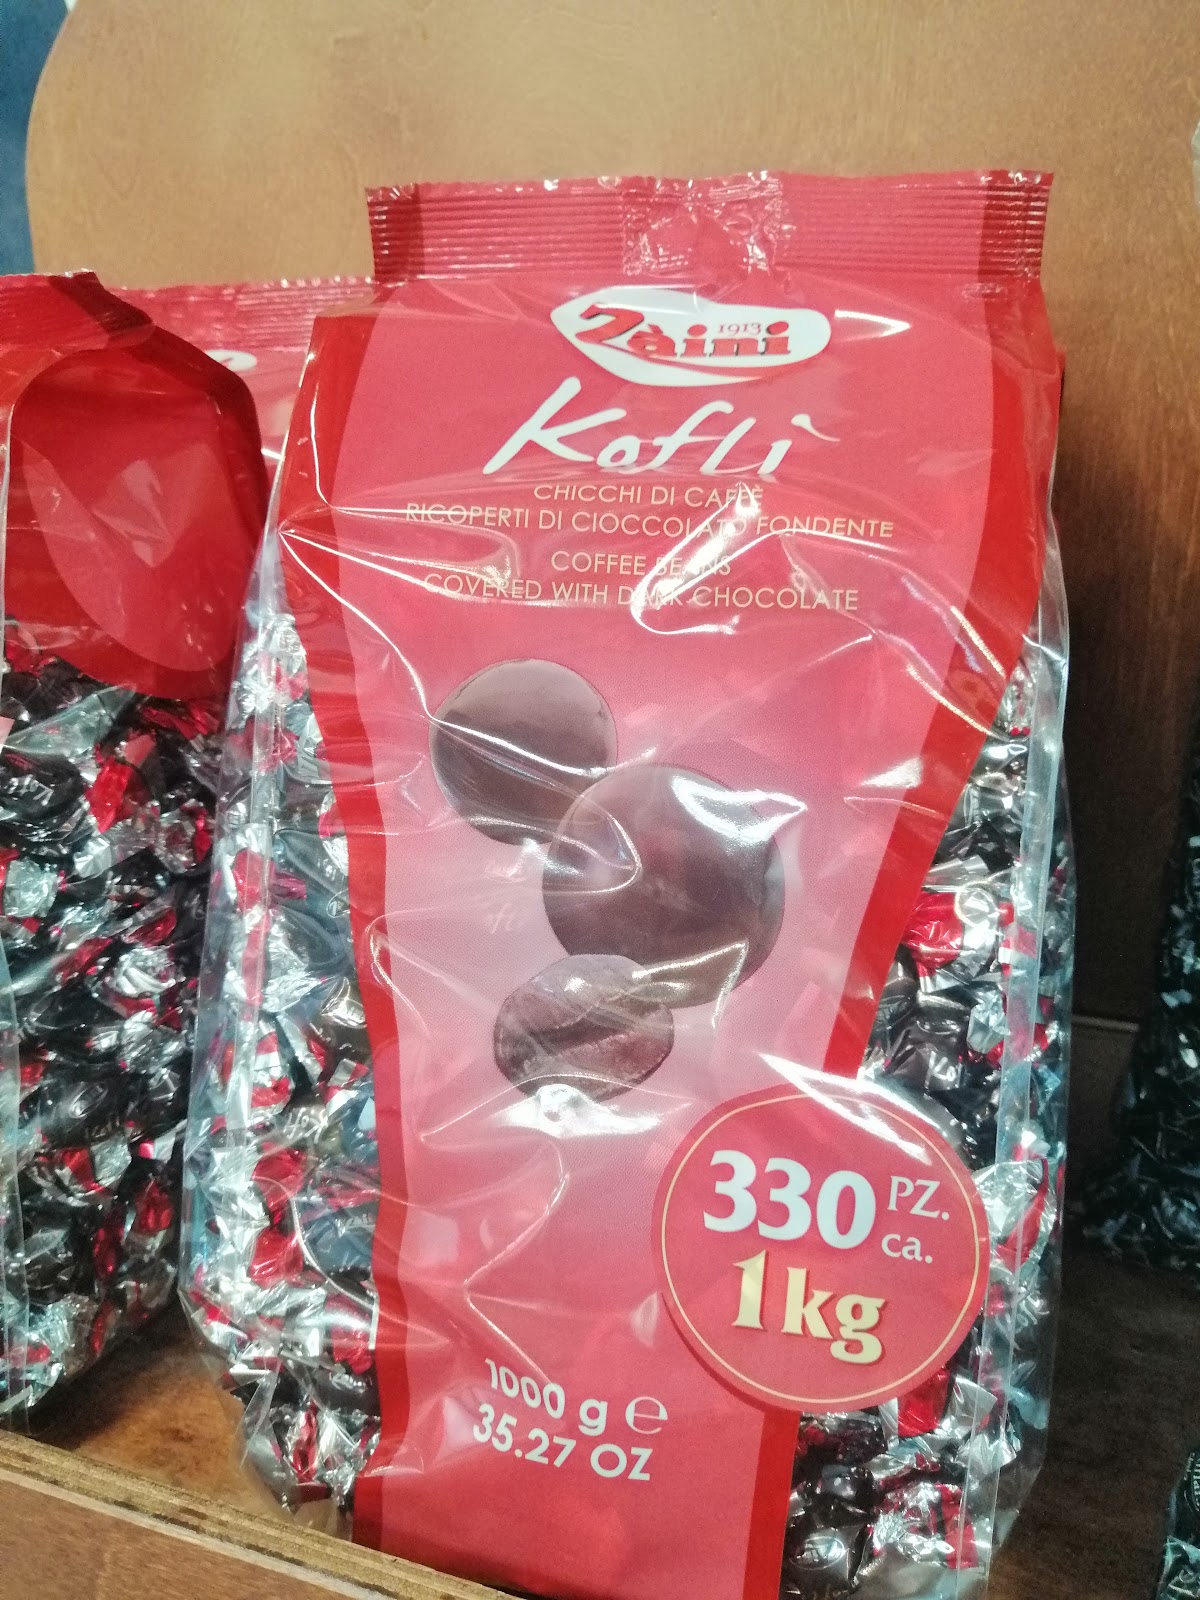 1913
Zàini
Koflì
CHICCHI DI CAFFÈ
RICOPERTI DI CIOCCOLATO FONDENTE
COFFEE BEANS
COVERED WITH DARK CHOCOLATE
330 PZ.
ca.
1kg
1000 g ℮
35.27 OZ